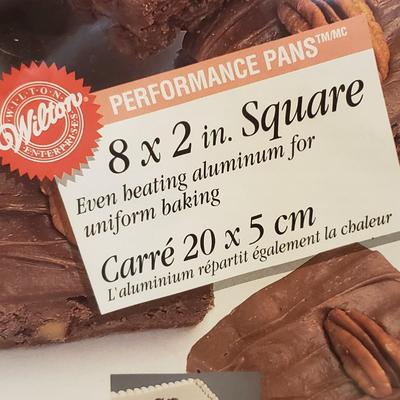 WILTON
Wilton
ENTERPRISES
PERFORMANCE PANS™/MC
8 x 2 in. Square
Even heating aluminum for
uniform baking
Carré 20 x 5 cm
L'aluminium répartit également la chaleur